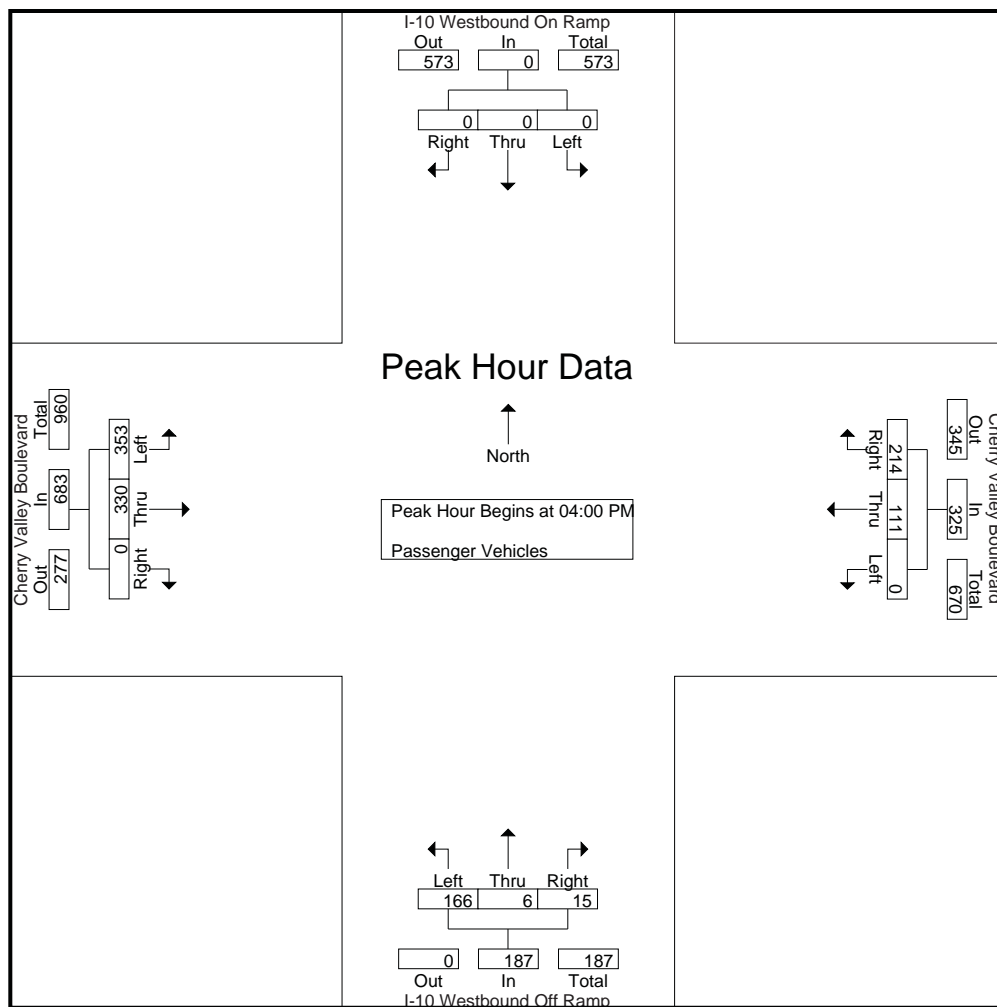 I-10 Westbound On Ramp
Out In Total
573 0 573
0 0 0
Right Thru Left
Peak Hour Data
North
Peak Hour Begins at 04:00 PM
Passenger Vehicles
Cherry Valley Boulevard
Total In Out
960 683 277
353 330 0
Left Thru Right
Right Thru Left
214 111 0
345 325 670
Out In Total
Cherry Valley Boulevard
Left Thru Right
166 6 15
0 187 187
Out In Total
I-10 Westbound Off Ramp